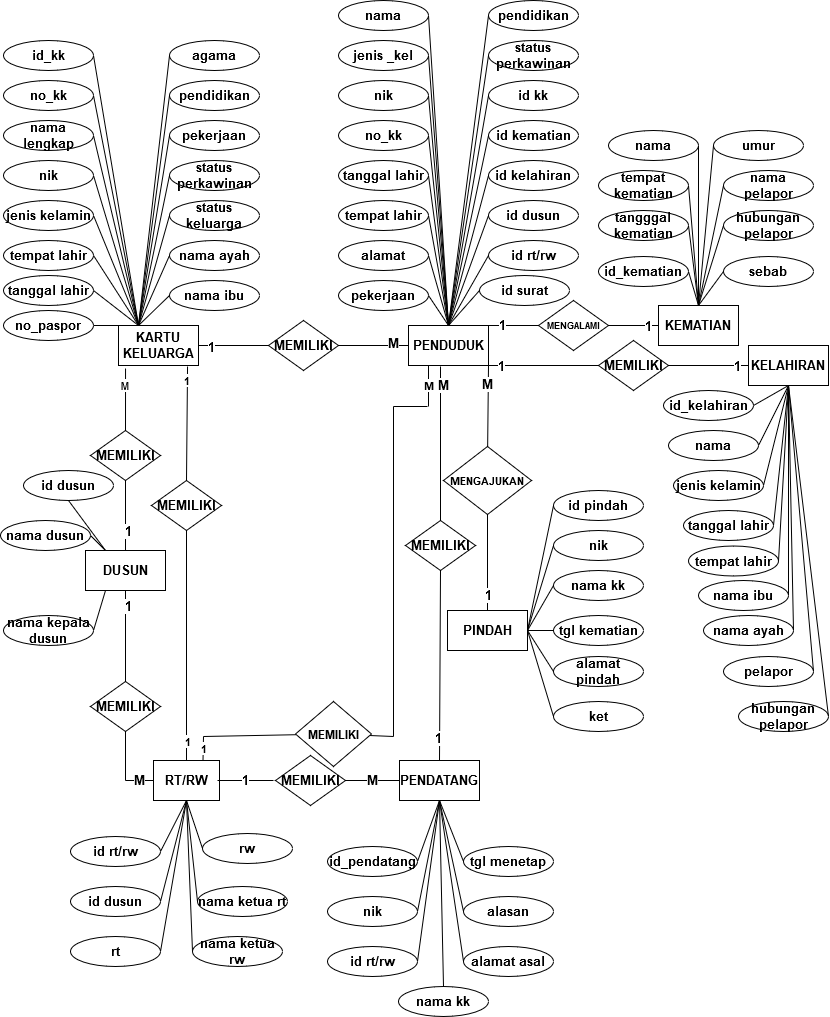 id_kk
no_kk
nama
lengkap
nik
jenis kelamin
tempat lahir
tanggal lahir
no_paspor
agama
pendidikan
pekerjaan
status
perkawinan
status
keluarga
nama ayah
nama ibu
KARTU
KELUARGA
1
MEMILIKI
M
nama
jenis _kel
nik
no_kk
tanggal lahir
tempat lahir
alamat
pekerjaan
pendidikan
status
perkawinan
id kk
id kematian
id kelahiran
id dusun
id rt/rw
id surat
PENDUDUK
1
MENGALAMI
1
nama
tempat
kematian
tangggal
kematian
id_kematian
umur
nama
pelapor
hubungan
pelapor
sebab
KEMATIAN
1
MEMILIKI
1
KELAHIRAN
id_kelahiran
nama
jenis kelamin
tanggal lahir
tempat lahir
nama ibu
nama ayah
pelapor
hubungan
pelapor
M
1
M
M
M
MEMILIKI
MEMILIKI
MEMILIKI
MENGAJUKAN
1
1
id dusun
nama dusun
DUSUN
nama kepala
dusun
1
PINDAH
id pindah
nik
nama kk
tgl kematian
alamat
pindah
ket
MEMILIKI
MEMILIKI
1
1
1
M
RT/RW
1
MEMILIKI
M
PENDATANG
id rt/rw
id dusun
rt
rw
nama ketua rt
nama ketua
rw
id_pendatang
nik
id rt/rw
nama kk
tgl menetap
alasan
alamat asal